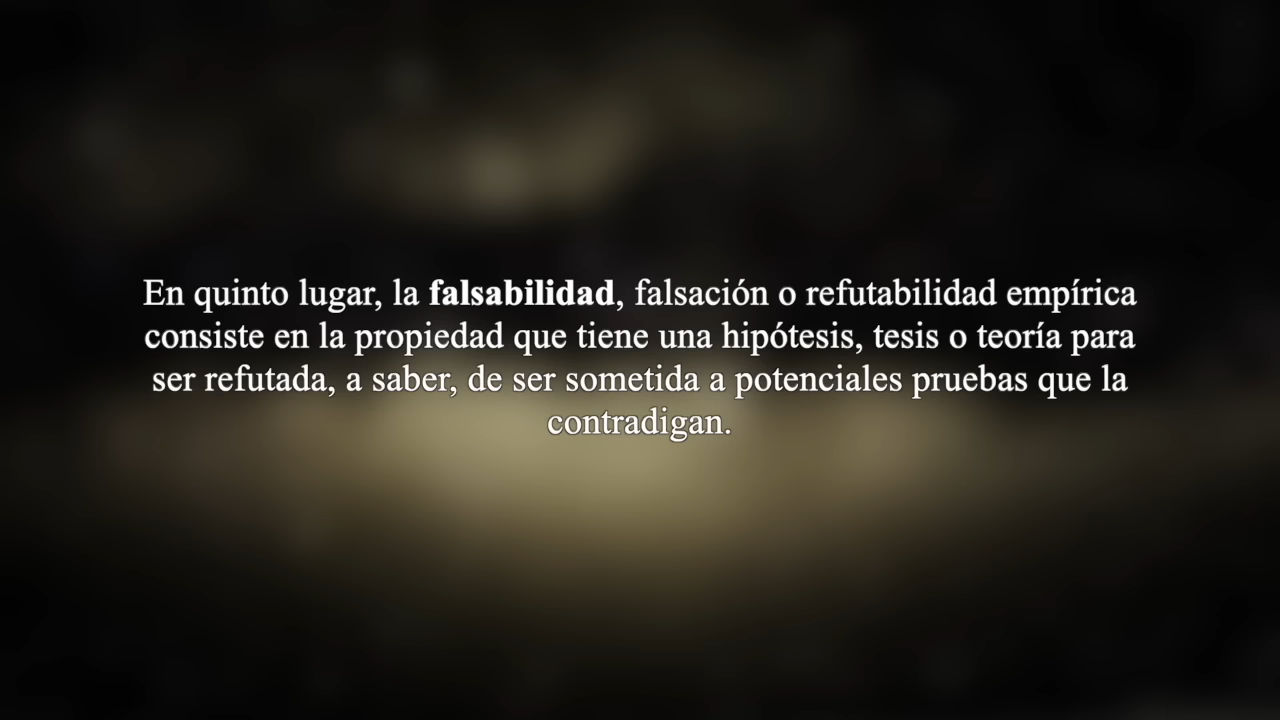 En quinto lugar, la falsabilidad, falsación o refutabilidad empírica
consiste en la propiedad que tiene una hipótesis, tesis o teoría para
ser refutada, a saber, de ser sometida a potenciales pruebas que la
contradigan.